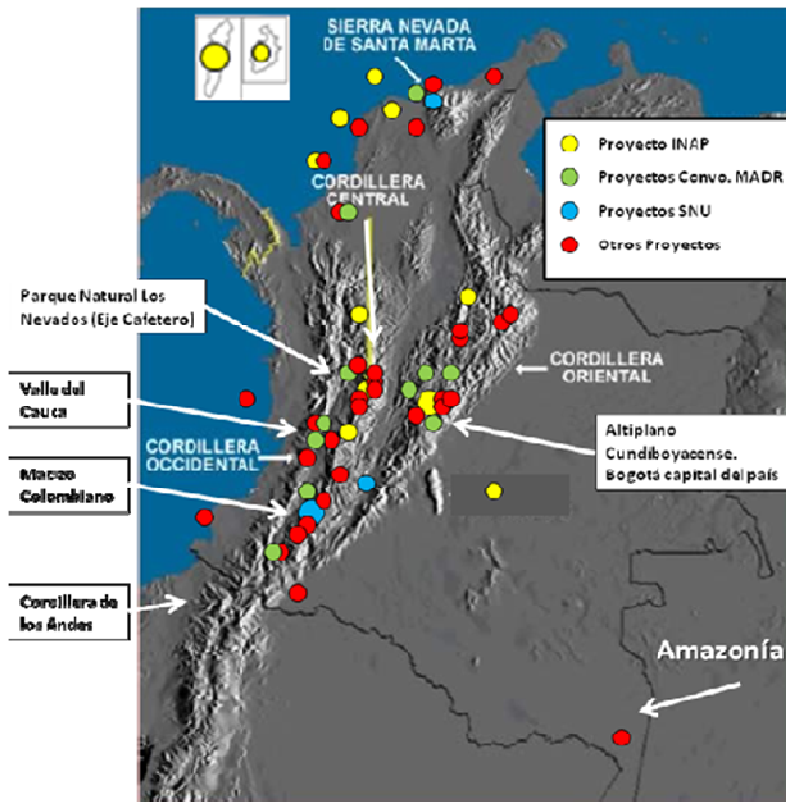 SIERRA NEVADA
DE SANTA MARTA
Proyecto INAP
Proyectos Convo. MADR
Proyectos SNU
Otros Proyectos
CORDILLERA
CENTRAL
Parque Natural Los
Nevados (Eje Cafetero)
CORDILLERA
ORIENTAL
Valle del
Cauca
Altiplano
Cundiboyacense.
Bogotá capital del país
CORDILLERA
OCCIDENTAL
Macizo
Colombiano
Cordillera de
los Andes
Amazonía